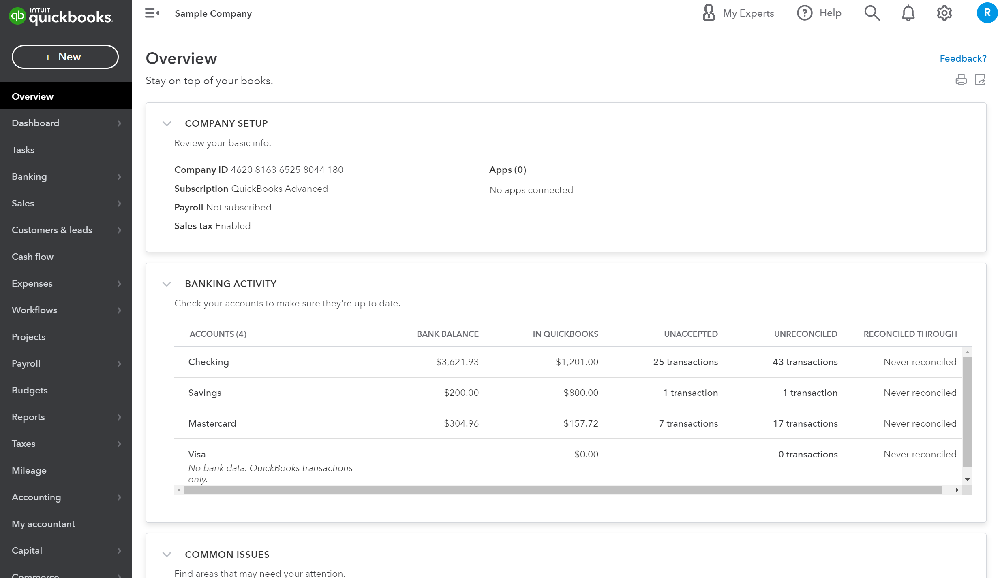 INTUIT
quickbooks.
Sample Company
My Experts
Help
R
+ New
Overview
Dashboard
Tasks
Banking
Sales
Customers & leads
Cash flow
Expenses
Workflows
Projects
Payroll
Budgets
Reports
Taxes
Mileage
Accounting
My accountant
Capital
Commerce
Overview
Feedback?
Stay on top of your books.
COMPANY SETUP
Review your basic info.
Company ID 4620 8163 6525 8044 180
Subscription QuickBooks Advanced
Payroll Not subscribed
Sales tax Enabled
Apps (0)
No apps connected
BANKING ACTIVITY
Check your accounts to make sure they're up to date.
ACCOUNTS (4) BANK BALANCE IN QUICKBOOKS UNACCEPTED UNRECONCILED RECONCILED THROUGH
Checking -$3,621.93 $1,201.00 25 transactions 43 transactions Never reconciled
Savings $200.00 $800.00 1 transaction 1 transaction Never reconciled
Mastercard $304.96 $157.72 7 transactions 17 transactions Never reconciled
Visa -- $0.00 -- 0 transactions Never reconciled
No bank data. QuickBooks transactions
only.
COMMON ISSUES
Find areas that may need your attention.